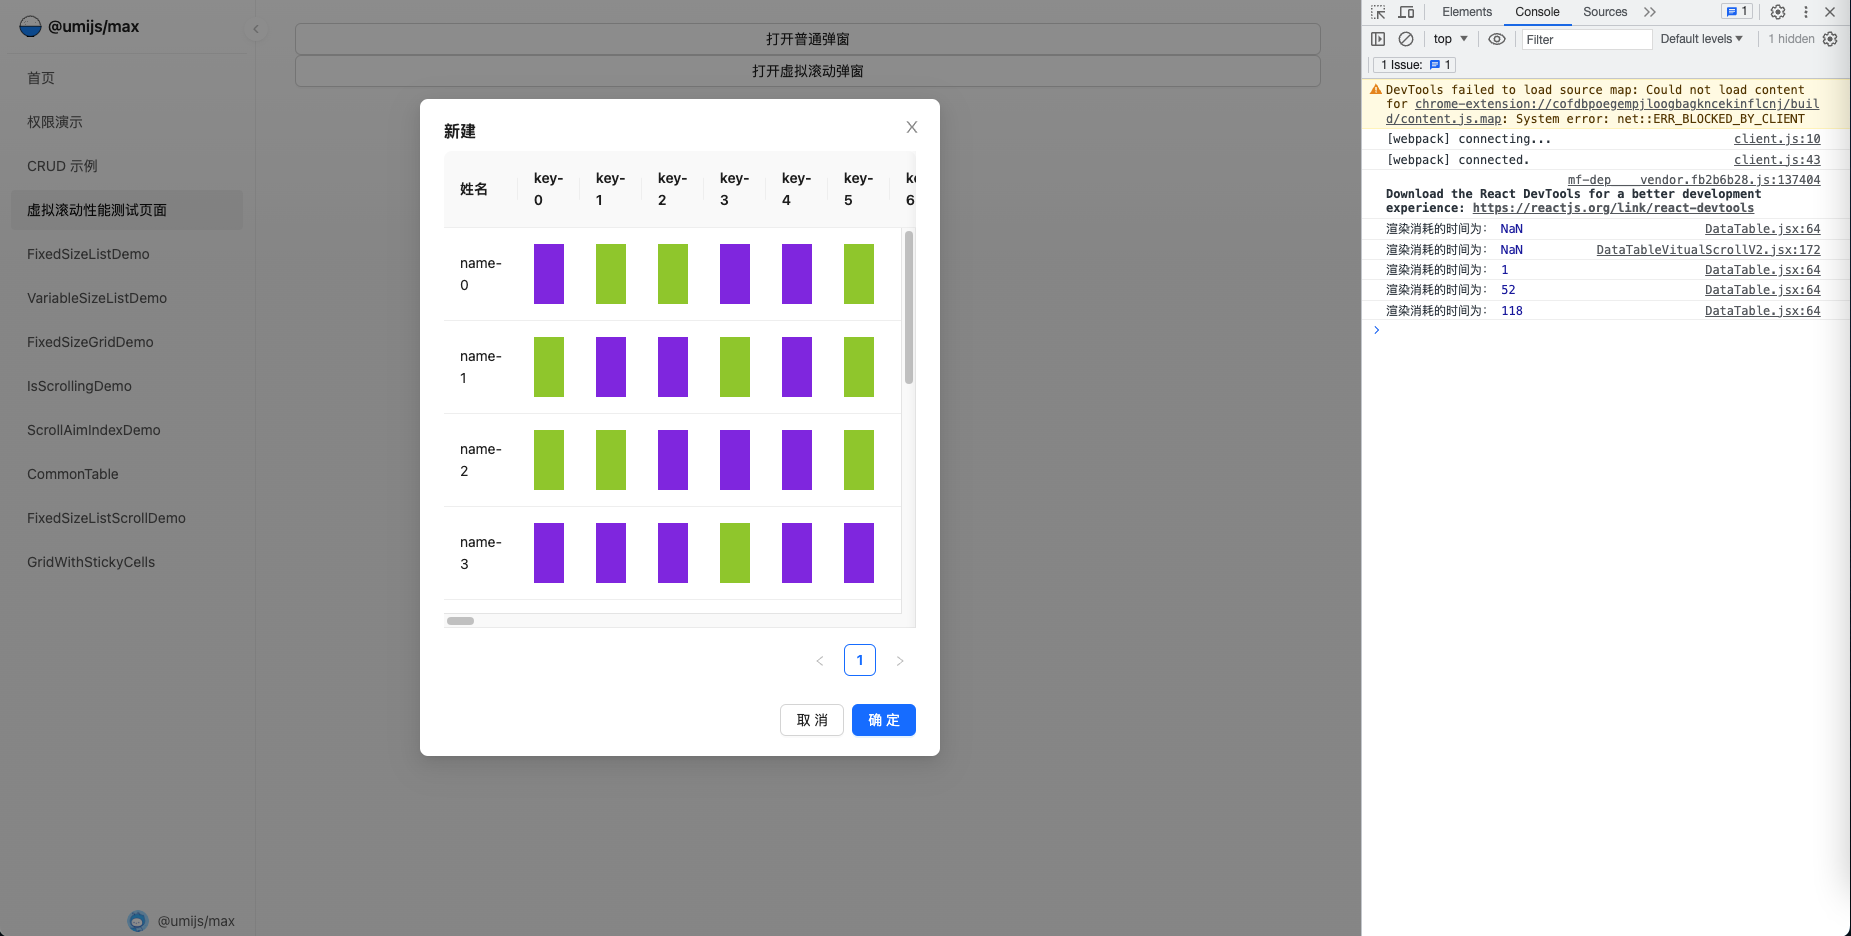 @umijs/max
首页
权限演示
CRUD 示例
虚拟滚动性能测试页面
FixedSizeListDemo
VariableSizeListDemo
FixedSizeGridDemo
IsScrollingDemo
ScrollAimIndexDemo
CommonTable
FixedSizeListScrollDemo
GridWithStickyCells
@umijs/max
打开普通弹窗
打开虚拟滚动弹窗
新建
姓名 key-0 key-1 key-2 key-3 key-4 key-5 ke 6
name-0
name-1
name-2
name-3
1
取 消 确 定
Elements Console Sources 1
top Filter Default levels 1 hidden
1 Issue: 1
DevTools failed to load source map: Could not load content
for chrome-extension://cofdbpoegempjloogbagkncekinflcnj/buil
d/content.js.map: System error: net::ERR_BLOCKED_BY_CLIENT
[webpack] connecting... client.js:10
[webpack] connected. client.js:43
mf-dep____vendor.fb2b6b28.js:137404
Download the React DevTools for a better development
experience: https://reactjs.org/link/react-devtools
渲染消耗的时间为: NaN DataTable.jsx:64
渲染消耗的时间为: NaN DataTableVitualScrollV2.jsx:172
渲染消耗的时间为: 1 DataTable.jsx:64
渲染消耗的时间为: 52 DataTable.jsx:64
渲染消耗的时间为: 118 DataTable.jsx:64